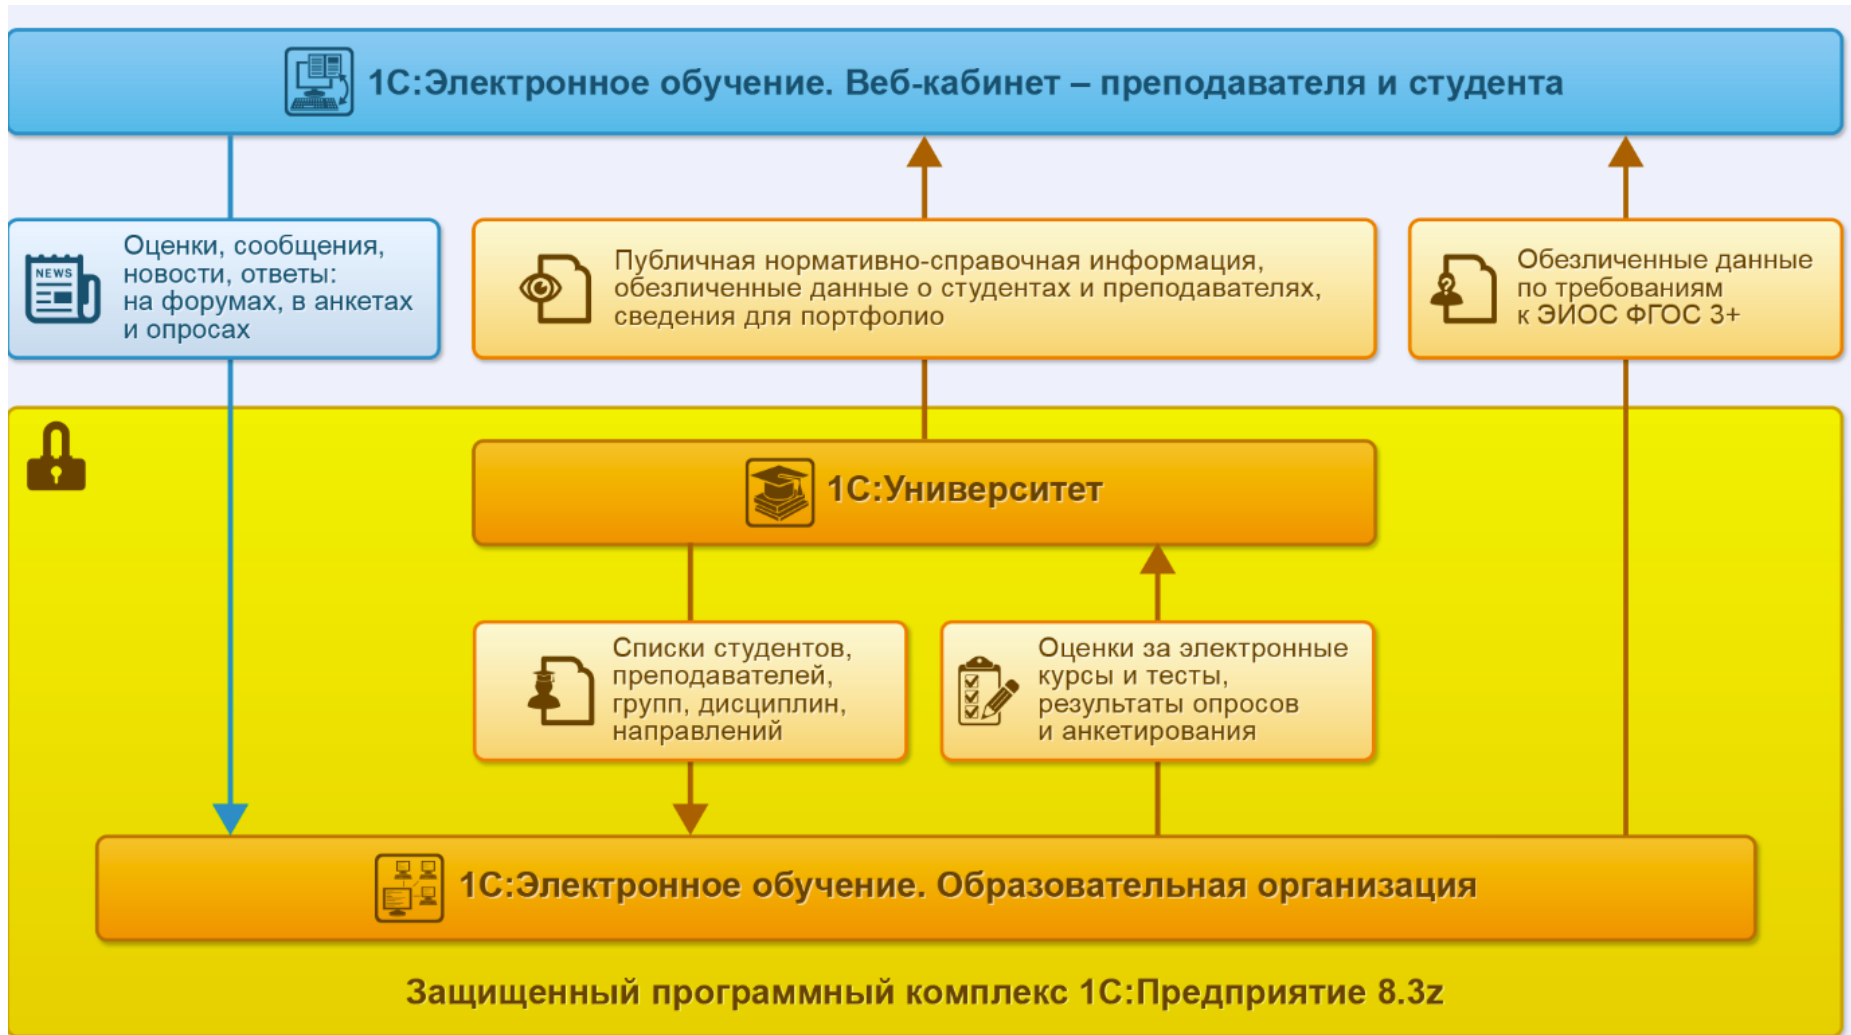 1С:Электронное обучение. Веб-кабинет – преподавателя и студента
NEWS
Оценки, сообщения,
новости, ответы:
на форумах, в анкетах
и опросах
Публичная нормативно-справочная информация,
обезличенные данные о студентах и преподавателях,
сведения для портфолио
Обезличенные данные
по требованиям
к ЭИОС ФГОС 3+
1С:Университет
Списки студентов,
преподавателей,
групп, дисциплин,
направлений
Оценки за электронные
курсы и тесты,
результаты опросов
и анкетирования
1С:Электронное обучение. Образовательная организация
Защищенный программный комплекс 1С:Предприятие 8.3z